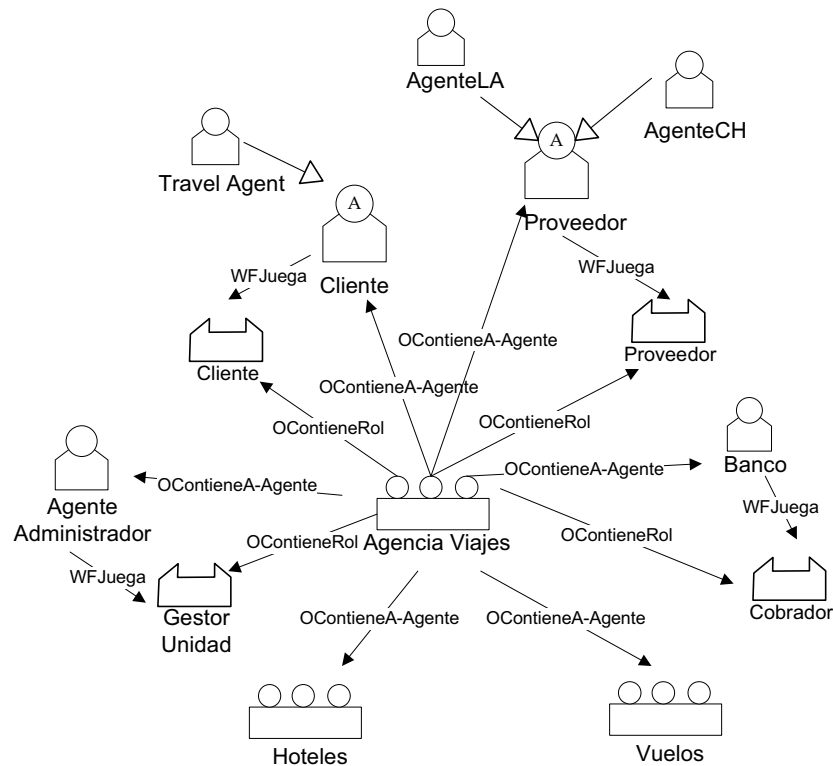 AgenteLA
AgenteCH
Travel Agent
A
A
Proveedor
Cliente
WFJuega
WFJuega
OContieneA-Agente
Proveedor
Cliente
OContieneA-Agente
OContieneRol
OContieneRol
Banco
OContieneA-Agente
OContieneA-Agente
Agente
Administrador
WFJuega
OContieneRol
Agencia Viajes
OContieneRol
WFJuega
Gestor
Unidad
Cobrador
OContieneA-Agente
OContieneA-Agente
Hoteles
Vuelos